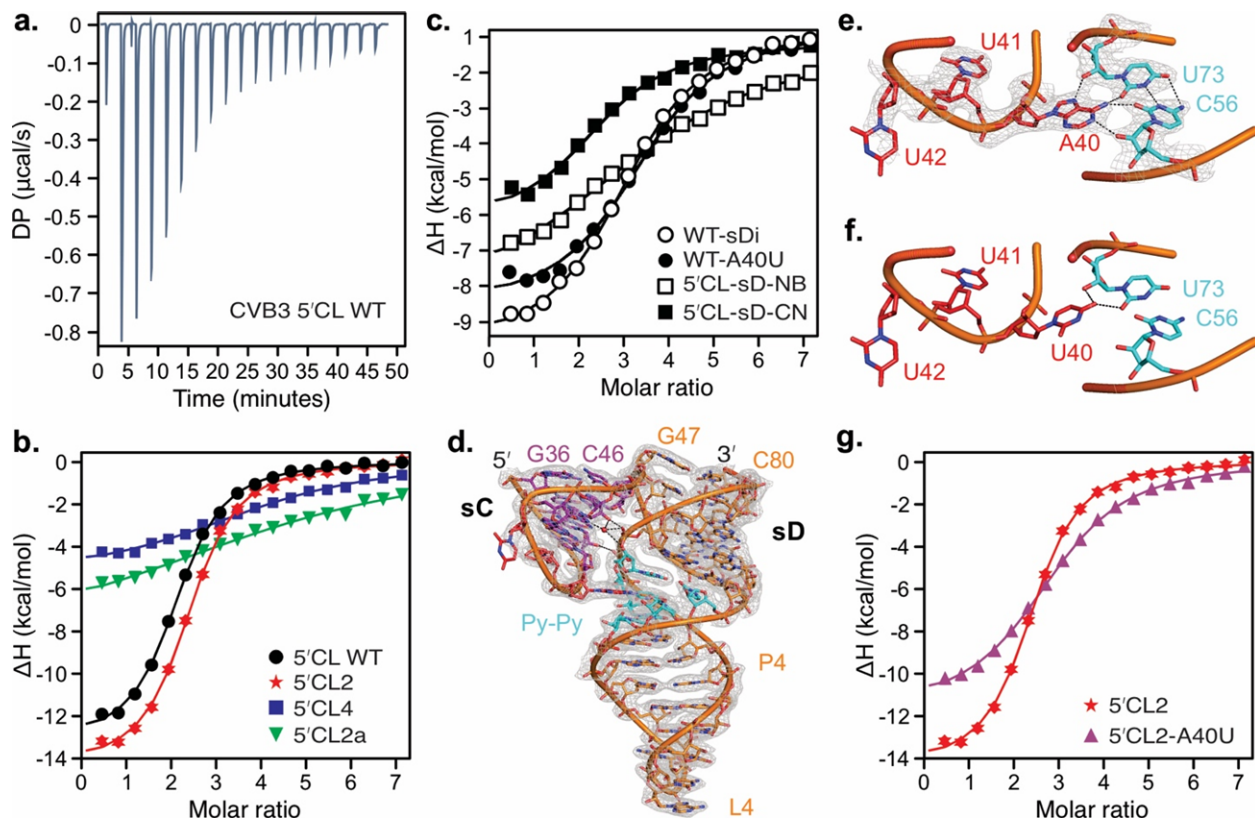 a.
0
-0.1
-0.2
-0.3
-0.4
-0.5
-0.6
-0.7
-0.8
DP (µcal/s)
CVB3 5′CL WT
0 5 10 15 20 25 30 35 40 45 50
Time (minutes)
b.
0
-2
-4
-6
-8
-10
-12
-14
ΔH (kcal/mol)
5′CL WT
5′CL2
5′CL4
5′CL2a
0 1 2 3 4 5 6 7
Molar ratio
c.
1
-1
-2
-3
-4
-5
-6
-7
-8
-9
ΔH (kcal/mol)
WT-sDi
WT-A40U
5′CL-sD-NB
5′CL-sD-CN
0 1 2 3 4 5 6 7
Molar ratio
d.
G47
5′ G36 C46 3′ C80
sC
sD
Py-Py
P4
L4
e.
U41
U73
C56
U42
A40
f.
U41
U73
C56
U42
U40
g.
0
-2
-4
-6
-8
-10
-12
-14
ΔH (kcal/mol)
5′CL2
5′CL2-A40U
0 1 2 3 4 5 6 7
Molar ratio